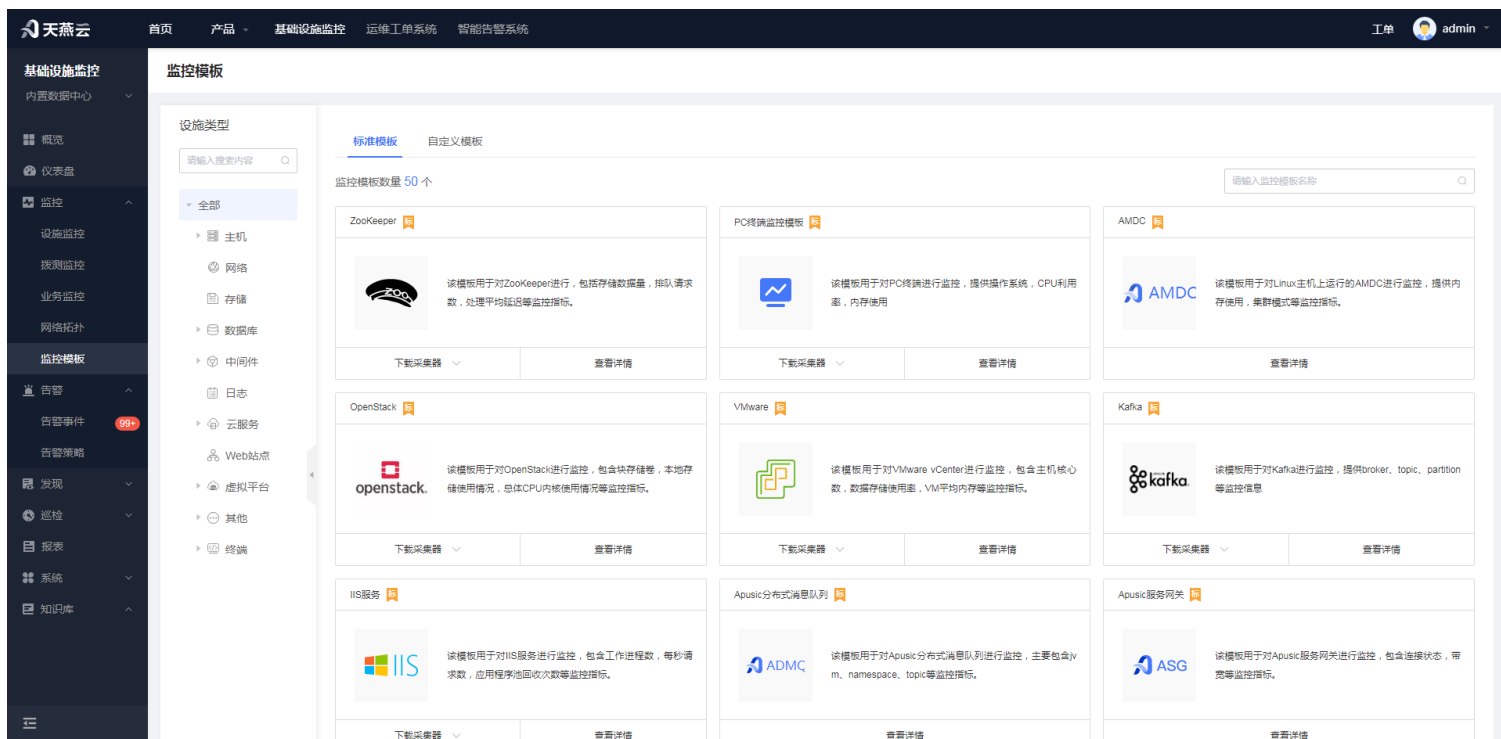 天燕云
首页 产品 基础设施监控 运维工单系统 智能告警系统
工单 admin
基础设施监控
内置数据中心
概览
仪表盘
监控
设施监控
拨测监控
业务监控
网络拓扑
监控模板
告警
告警事件 99+
告警策略
发现
巡检
报表
系统
知识库
监控模板
设施类型
请输入搜索内容
全部
主机
网络
存储
数据库
中间件
日志
云服务
Web站点
虚拟平台
其他
终端
标准模板 自定义模板
监控模板数量 50 个
请输入监控模板名称
ZooKeeper 标
ZOO
该模板用于对ZooKeeper进行，包括存储数据量，排队请求
数，处理平均延迟等监控指标。
下载采集器 查看详情
PC终端监控模板 标
该模板用于对PC终端进行监控，提供操作系统，CPU利用
率，内存使用
下载采集器 查看详情
AMDC 标
AMDC
该模板用于对Linux主机上运行的AMDC进行监控，提供内
存使用，集群模式等监控指标。
查看详情
OpenStack 标
openstack.
该模板用于对OpenStack进行监控，包含块存储卷，本地存
储使用情况，总体CPU内核使用情况等监控指标。
下载采集器 查看详情
VMware 标
该模板用于对VMware vCenter进行监控，包含主机核心
数，数据存储使用率，VM平均内存等监控指标。
下载采集器 查看详情
Kafka 标
kafka.
该模板用于对Kafka进行监控，提供broker、topic、partition
等监控信息
下载采集器 查看详情
IIS服务 标
IIS
该模板用于对IIS服务进行监控，包含工作进程数，每秒请
求数，应用程序池回收次数等监控指标。
下载采集器 查看详情
Apusic分布式消息队列 标
ADMQ
该模板用于对Apusic分布式消息队列进行监控，主要包含jv
m、namespace、topic等监控指标。
查看详情
Apusic服务网关 标
ASG
该模板用于对Apusic服务网关进行监控，包含连接状态，带
宽等监控指标。
查看详情